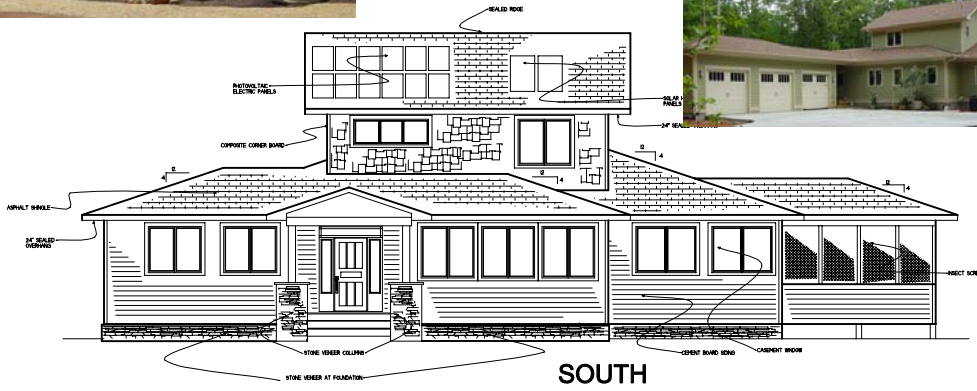 SEALED RIDGE
PHOTOVOLTAIC
ELECTRIC PANELS
SOLAR
PANELS
24" 
COMPOSITE CORNER BOARD
12
4
12
4
12
4
12
4
ASPHALT SHINGLE
24" SEALED
OVERHANG
INSECT
STONE VENEER COLUMNS
CEMENT BOARD SIDING
CASEMENT WINDOW
STONE VENEER AT FOUNDATION
SOUTH